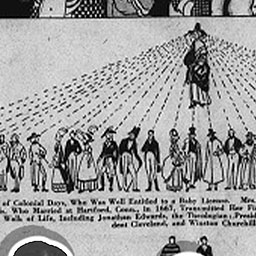 of Colonial Days, Who Was Well Entitled to a Baby License. Mrs.
Who Married at Hartford, Conn., in 1667, Transmitted Her Fi
Walk of Life, Including Jonathan Edwards, the Theologian; Presid
dent Cleveland, and Winston Churchill